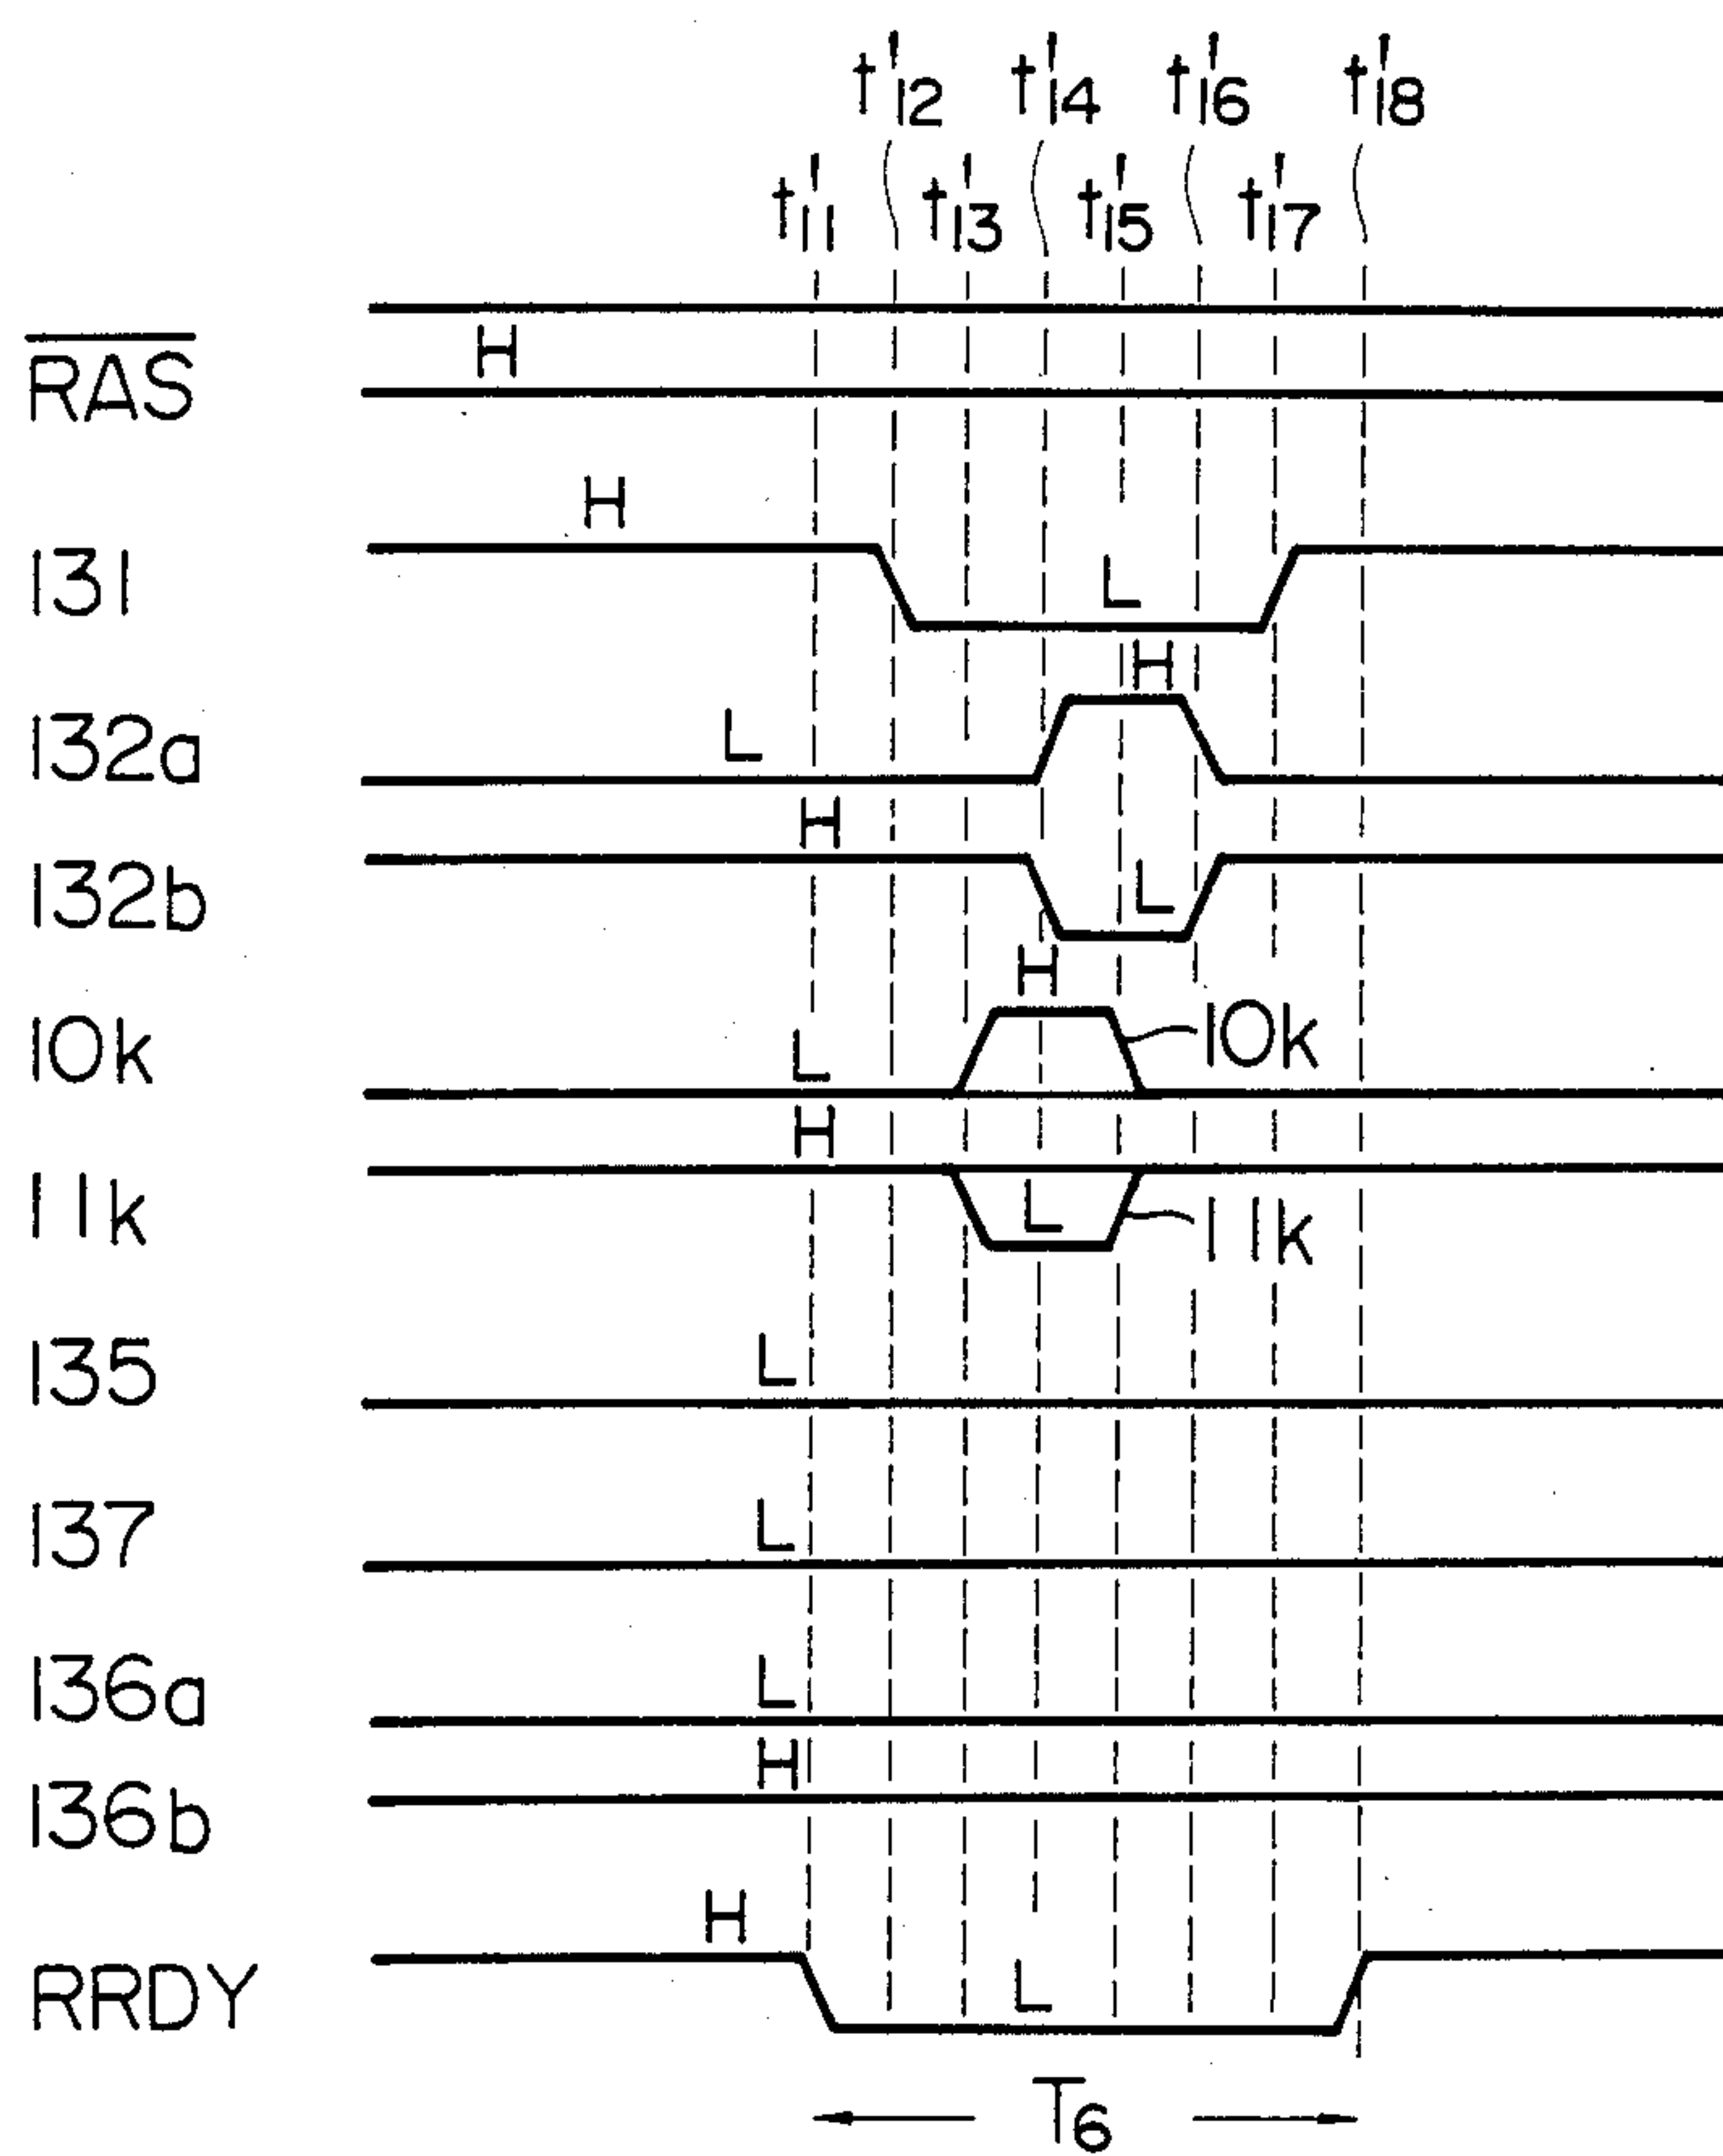 t'12 t'14 t'16 t'18
t'11 t'13 t'15 t'17
RAS H
131 H L
132a L H
132b H L
10k L H 10k
11k H L 11k
135 L
137 L
136a L
136b H
RRDY H L
T6